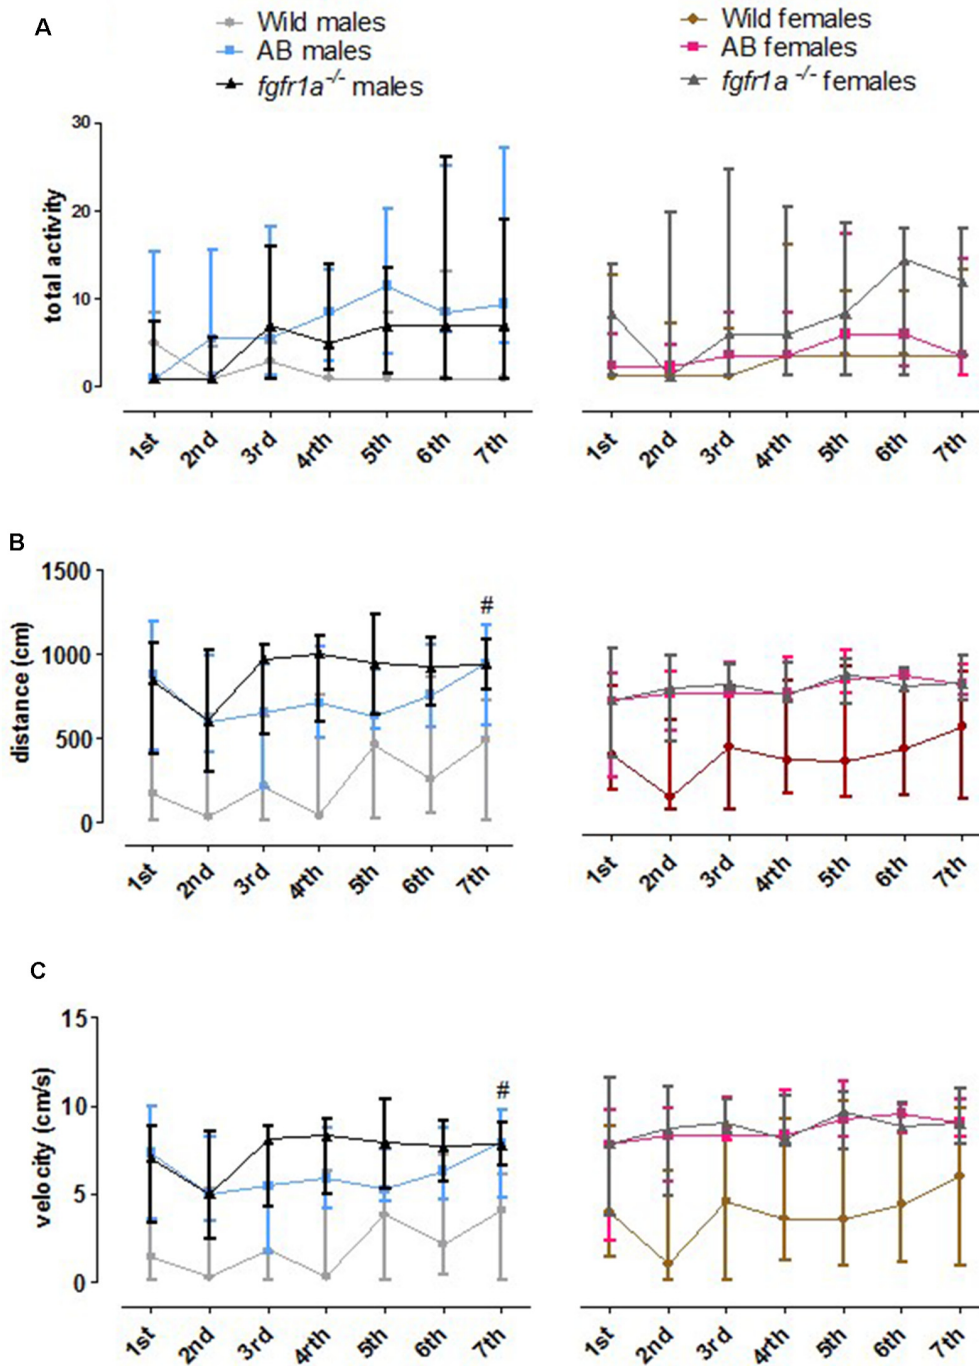 A
Wild males
AB males
fgfr1a -/- males
Wild females
AB females
fgfr1a -/- females
total activity
30
20
10
0
1st 2nd 3rd 4rth 5th 6th 7th
1st 2nd 3rd 4rth 5th 6th 7th
B
distance (cm)
1500
1000
500
0
#
1st 2nd 3rd 4rth 5th 6th 7th
1st 2nd 3rd 4rth 5th 6th 7th
C
velocity (cm/s)
15
10
5
0
#
1st 2nd 3rd 4rth 5th 6th 7th
1st 2nd 3rd 4rth 5th 6th 7th